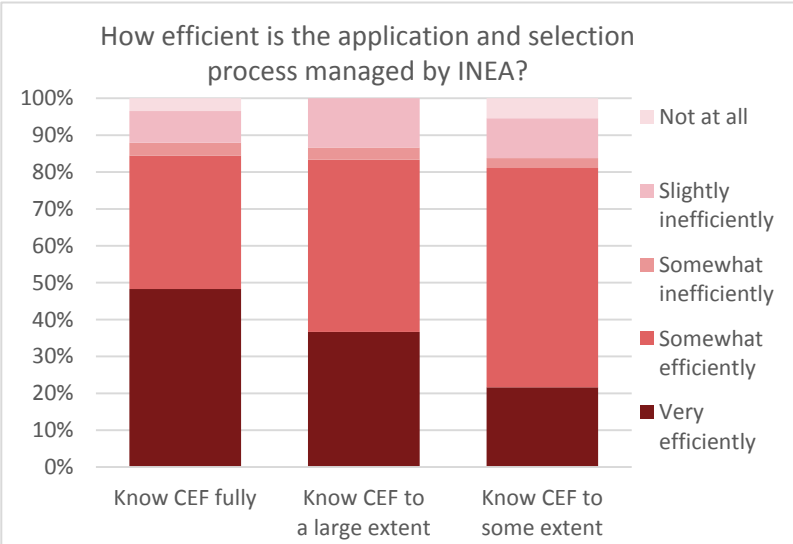 How efficient is the application and selection
process managed by INEA?
100%
90%
80%
70%
60%
50%
40%
30%
20%
10%
0%
Know CEF fully
Know CEF to
a large extent
Know CEF to
some extent
Not at all
Slightly
inefficiently
Somewhat
inefficiently
Somewhat
efficiently
Very
efficiently